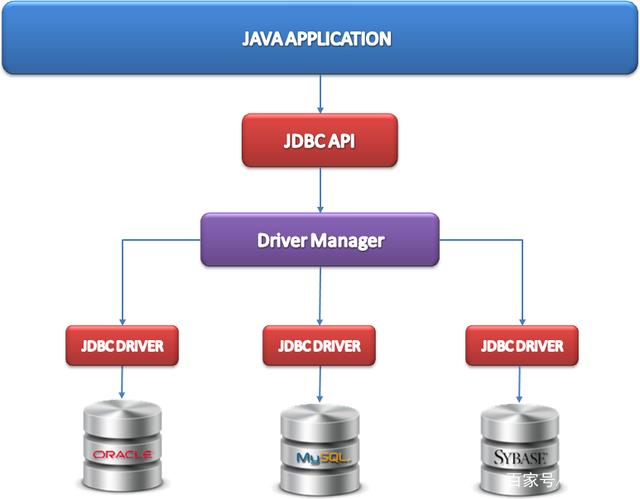 JAVA APPLICATION
JDBC API
Driver Manager
JDBC DRIVER
JDBC DRIVER
JDBC DRIVER
ORACLE
MySQL
SYBASE
百家号/